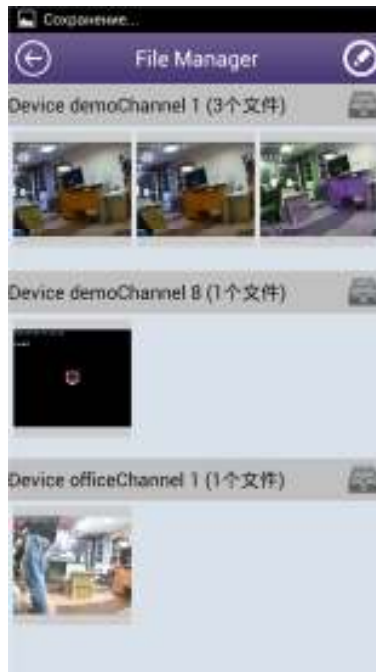 Сохранение...
File Manager
Device demoChannel 1 (3个文件)
Device demoChannel 8 (1个文件)
Device officeChannel 1 (1个文件)